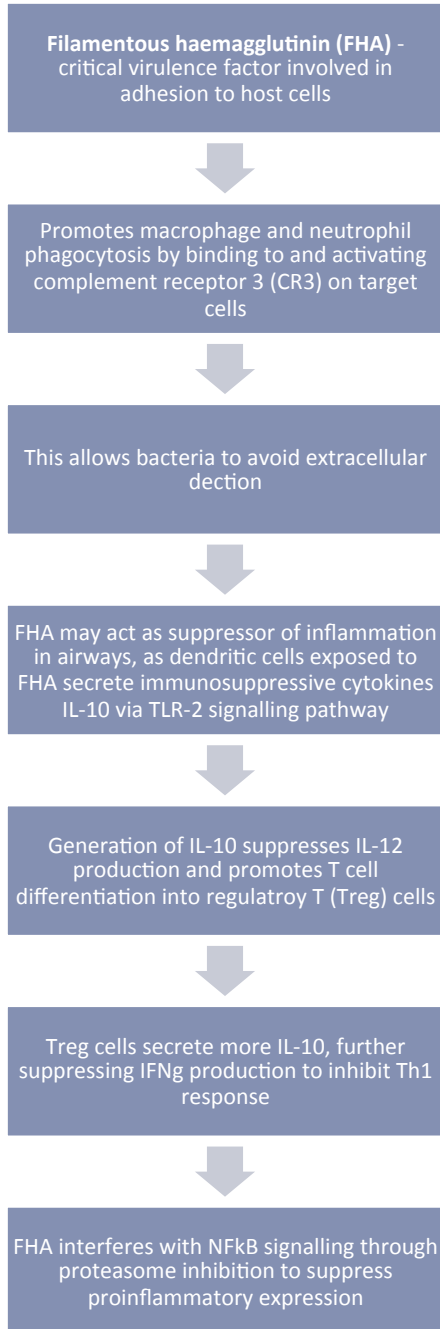 Filamentous haemagglutinin (FHA) -
critical virulence factor involved in
adhesion to host cells
Promotes macrophage and neutrophil
phagocytosis by binding to and activating
complement receptor 3 (CR3) on target
cells
This allows bacteria to avoid extracellular
dection
FHA may act as suppressor of inflammation
in airways, as dendritic cells exposed to
FHA secrete immunosuppressive cytokines
IL-10 via TLR-2 signalling pathway
Generation of IL-10 suppresses IL-12
production and promotes T cell
differentiation into regulatroy T (Treg) cells
Treg cells secrete more IL-10, further
suppressing IFNg production to inhibit Th1
response
FHA interferes with NFkB signalling through
proteasome inhibition to suppress
proinflammatory expression